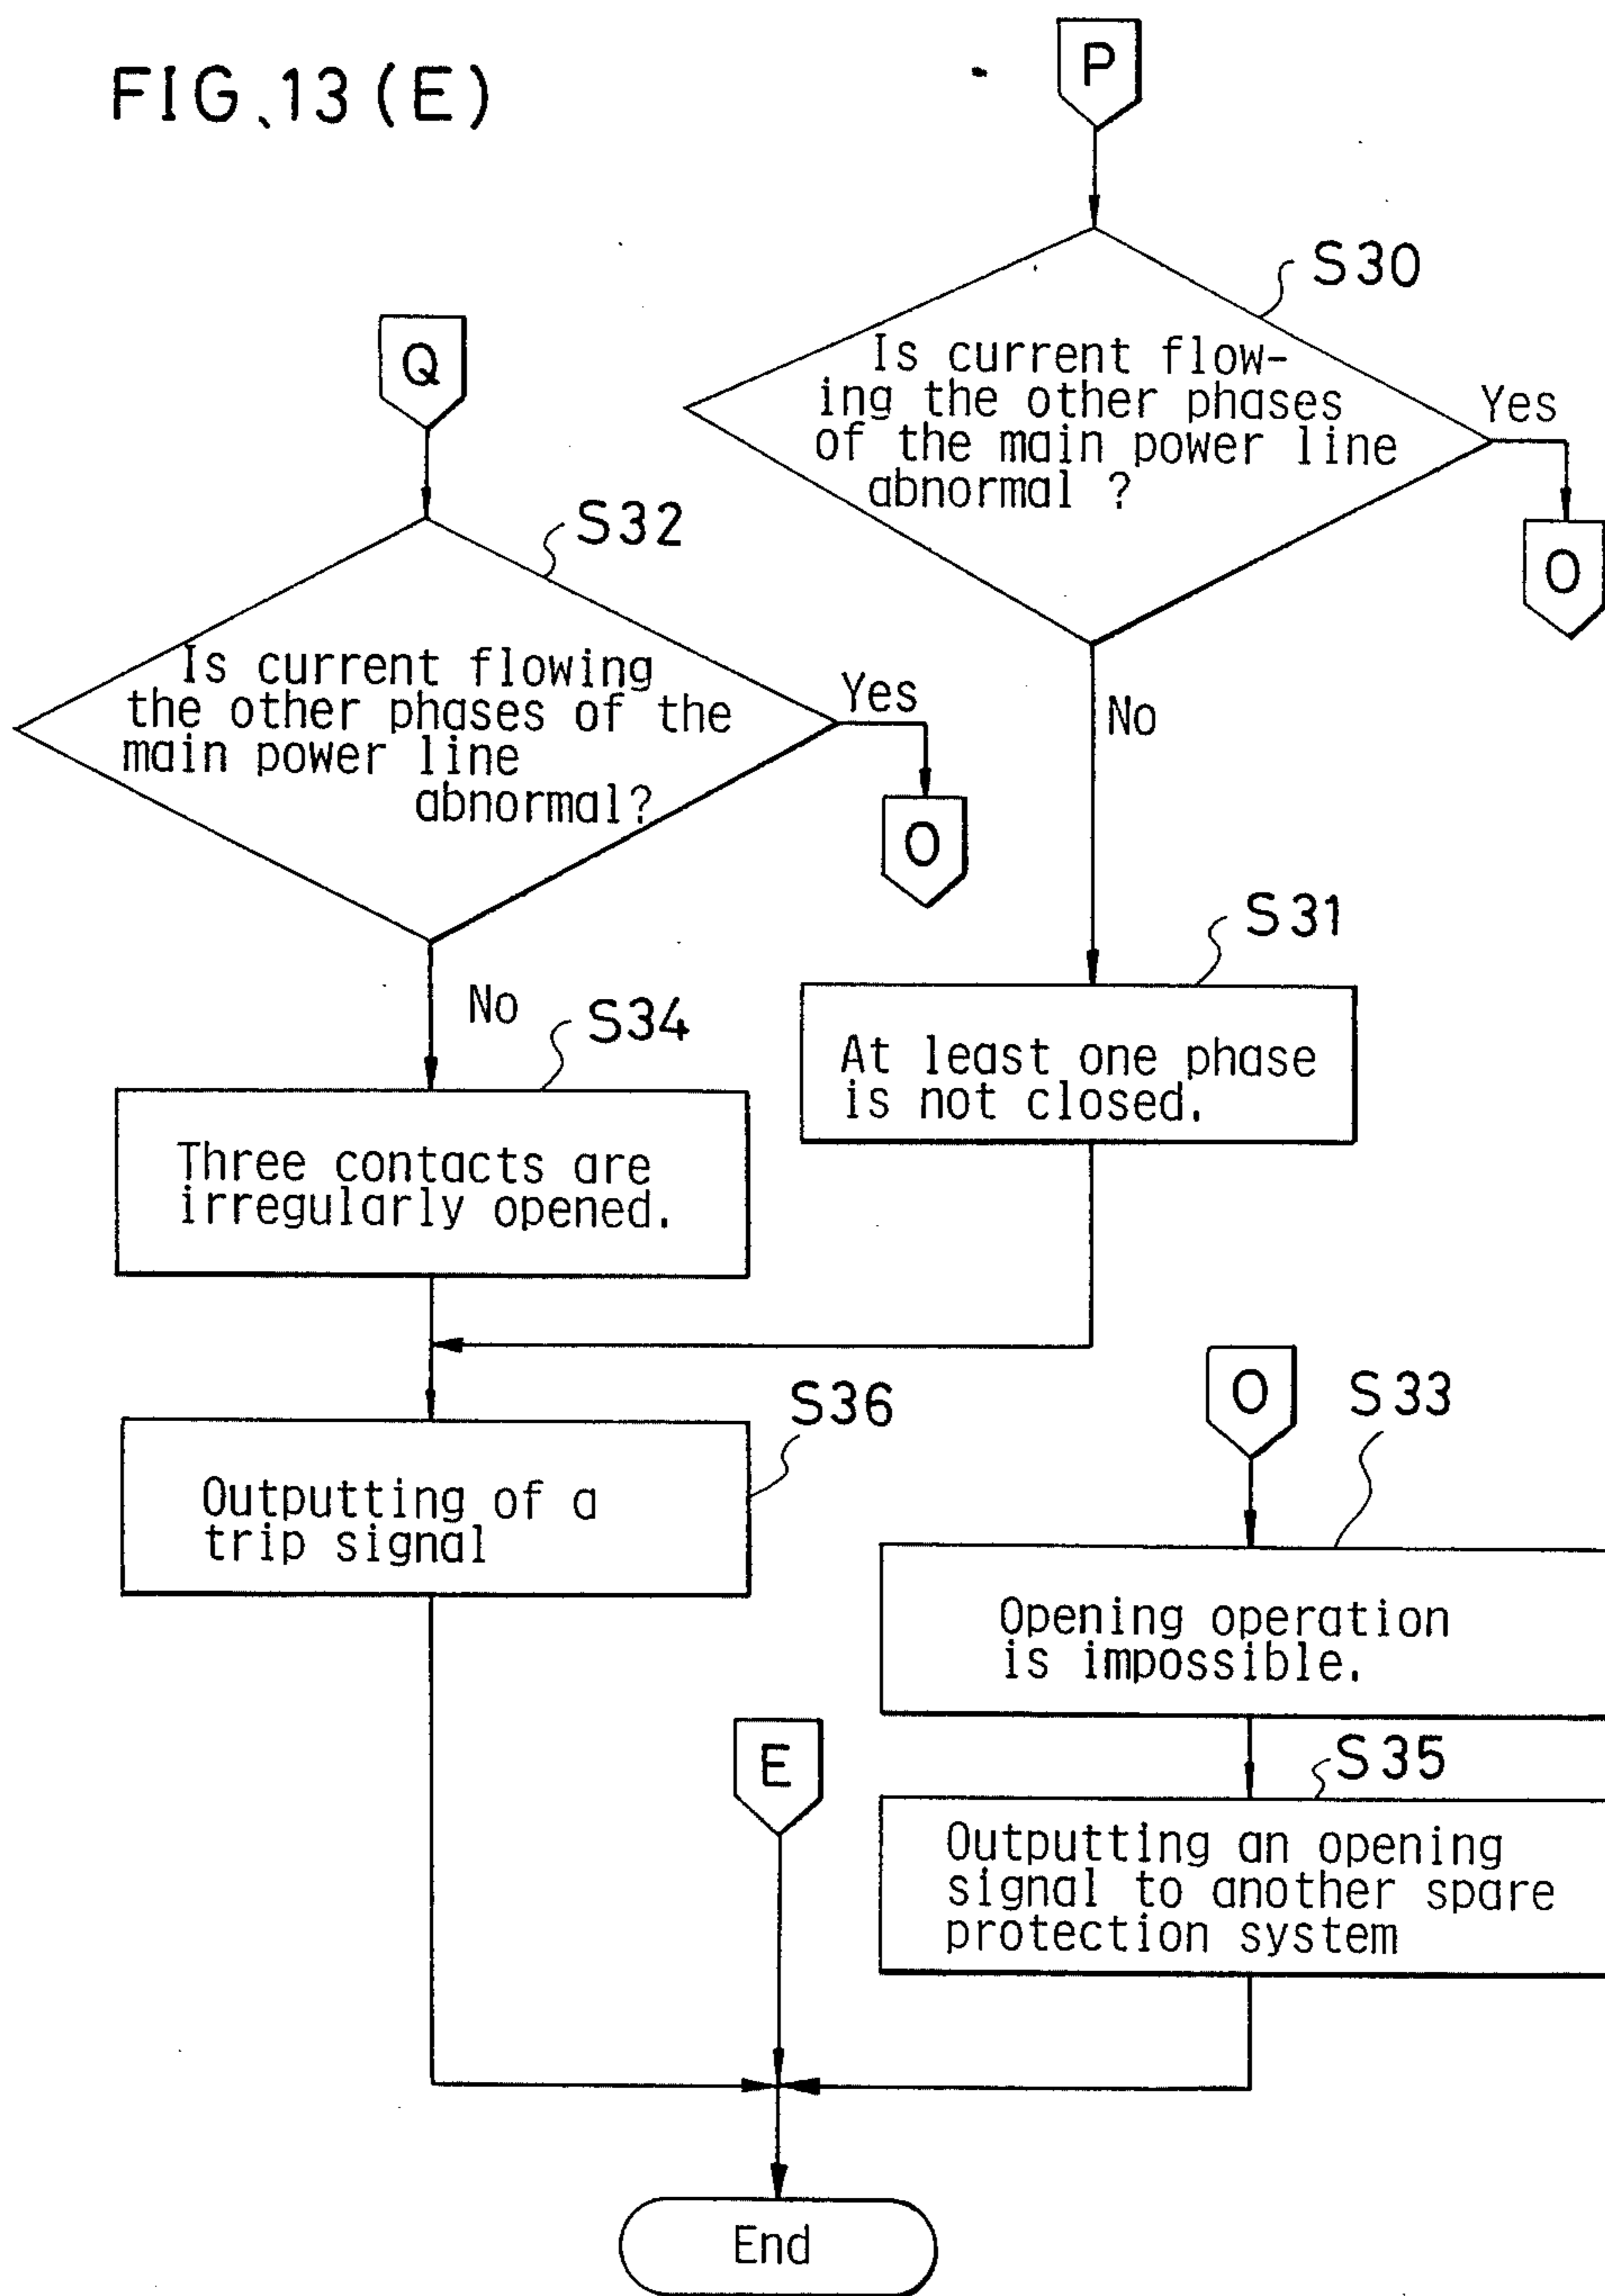 FIG.13 (E)
P
S30
Is current flow-
ing the other phases
of the main power line
abnormal ?
Yes
O
No
Q
S32
Is current flowing
the other phases of the
main power line
abnormal?
Yes
O
No
S31
At least one phase
is not closed.
S34
Three contacts are
irregularly opened.
S36
Outputting of a
trip signal
O
S33
Opening operation
is impossible.
S35
Outputting an opening
signal to another spare
protection system
E
End